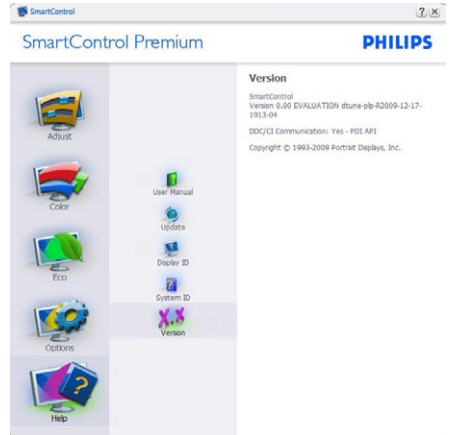 SmartControl
? x
SmartControl Premium
PHILIPS
Adjust
Color
Eco
Options
Help
User Manual
Update
Display ID
System ID
X.X
Version
Version
SmartControl
Version 0.00 EVALUATION dtune-plp-R2009-12-17-
1913-04
DDC/CI Communication: Yes - PDI API
Copyright © 1993-2009 Portrait Displays, Inc.